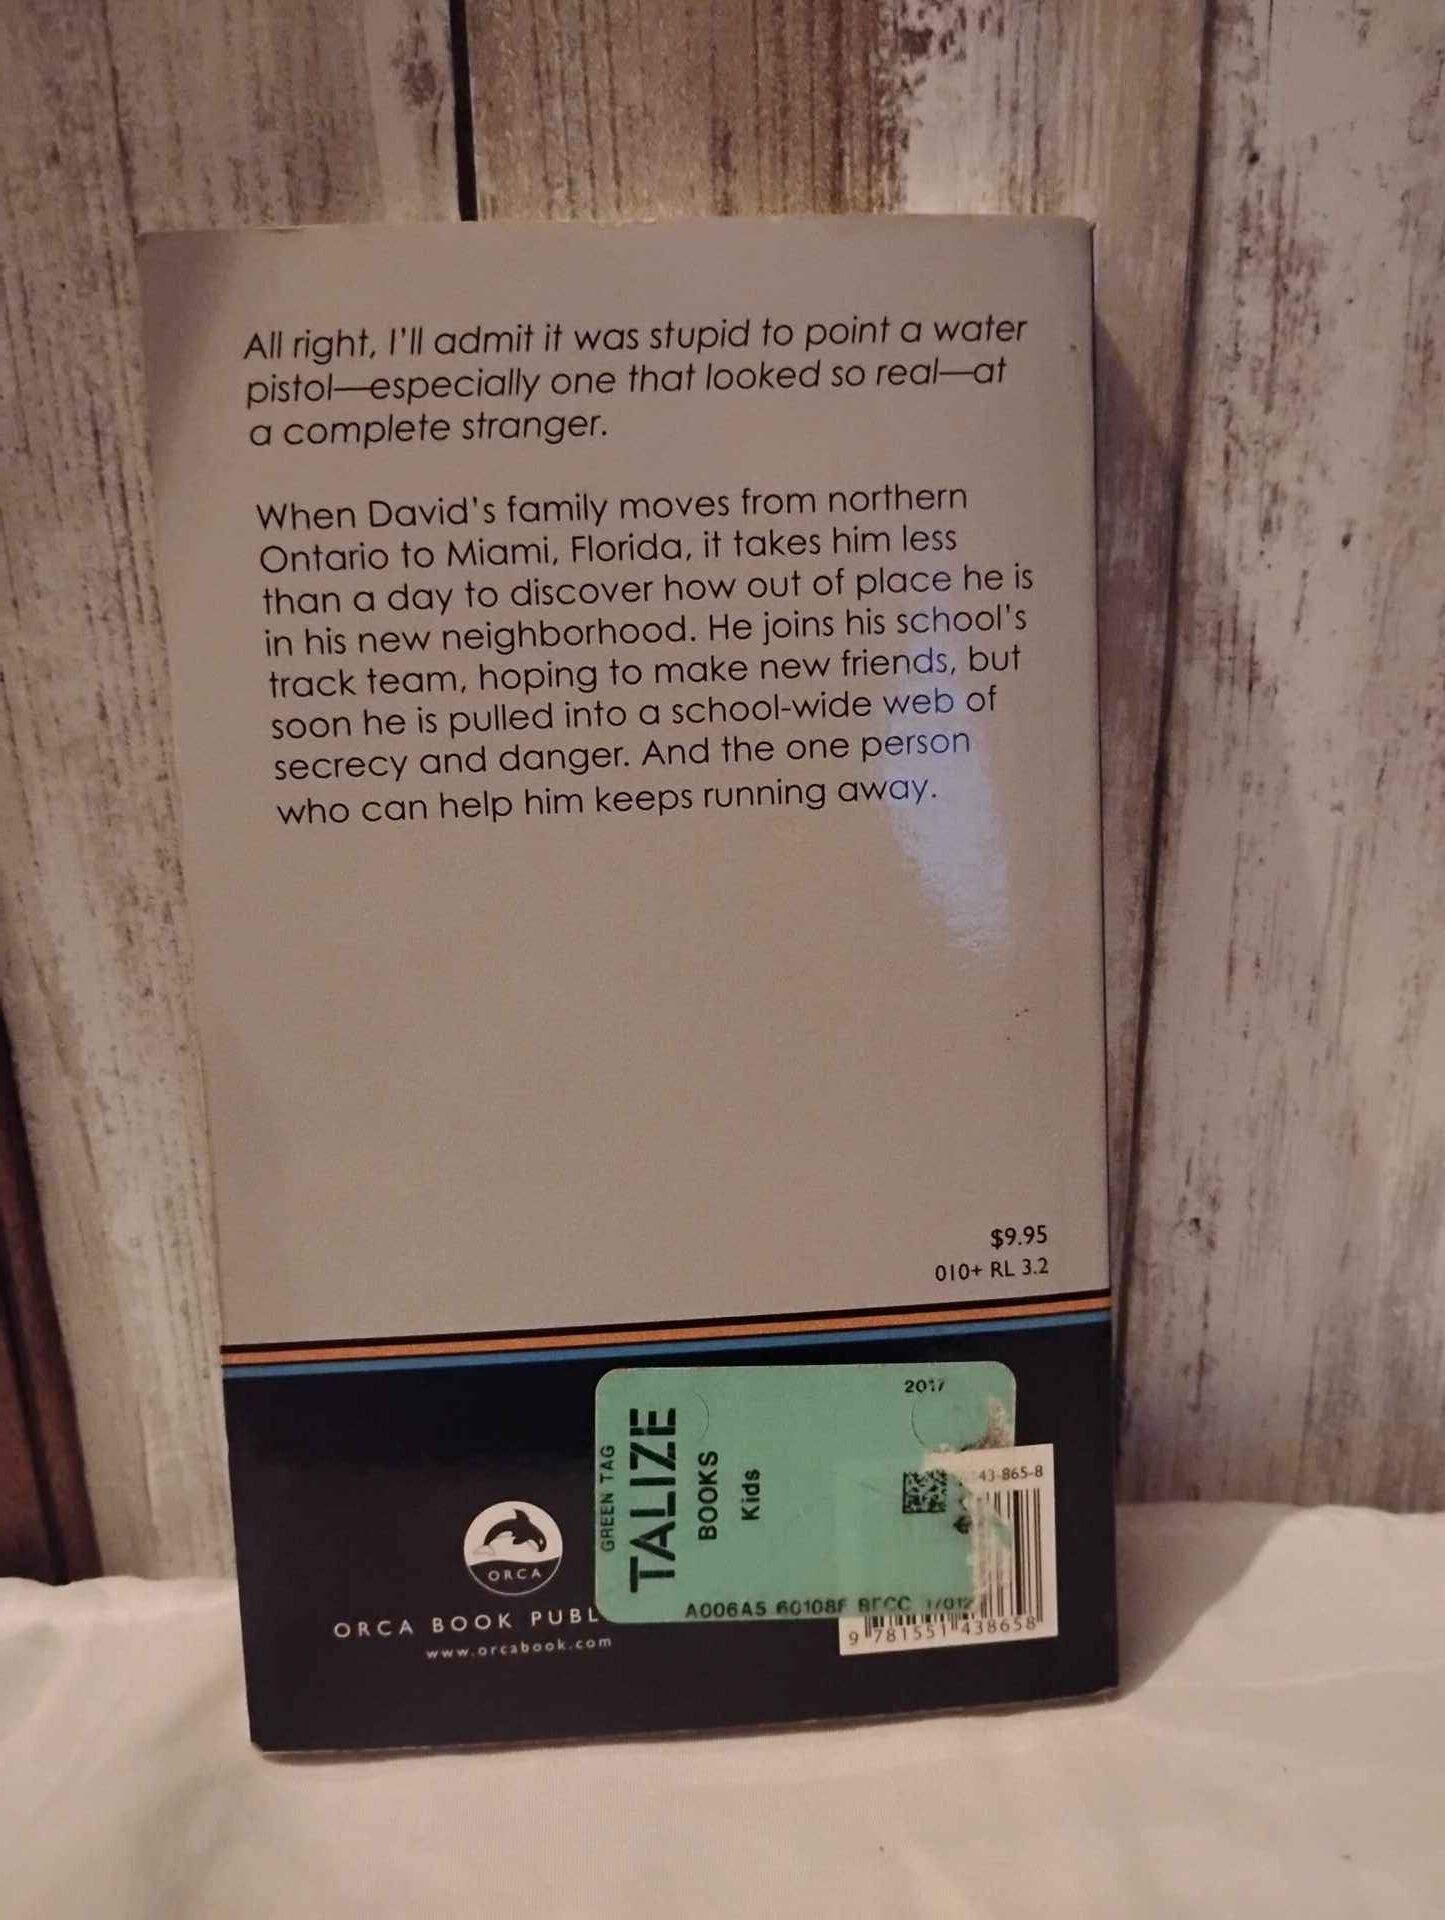 All right, I'll admit it was stupid to point a water
pistol—especially one that looked so real—at
a complete stranger.
When David's family moves from northern
Ontario to Miami, Florida, it takes him less
than a day to discover how out of place he is
in his new neighborhood. He joins his school's
track team, hoping to make new friends, but
soon he is pulled into a school-wide web of
secrecy and danger. And the one person
who can help him keeps running away.
$9.95
010+ RL 3.2
2017
GREEN TAG
TALIZE
BOOKS
Kids
43-865-8
ORCA
ORCA BOOK PUBL
www.orcabook.com
A006A5 60108F
9 781551 438658